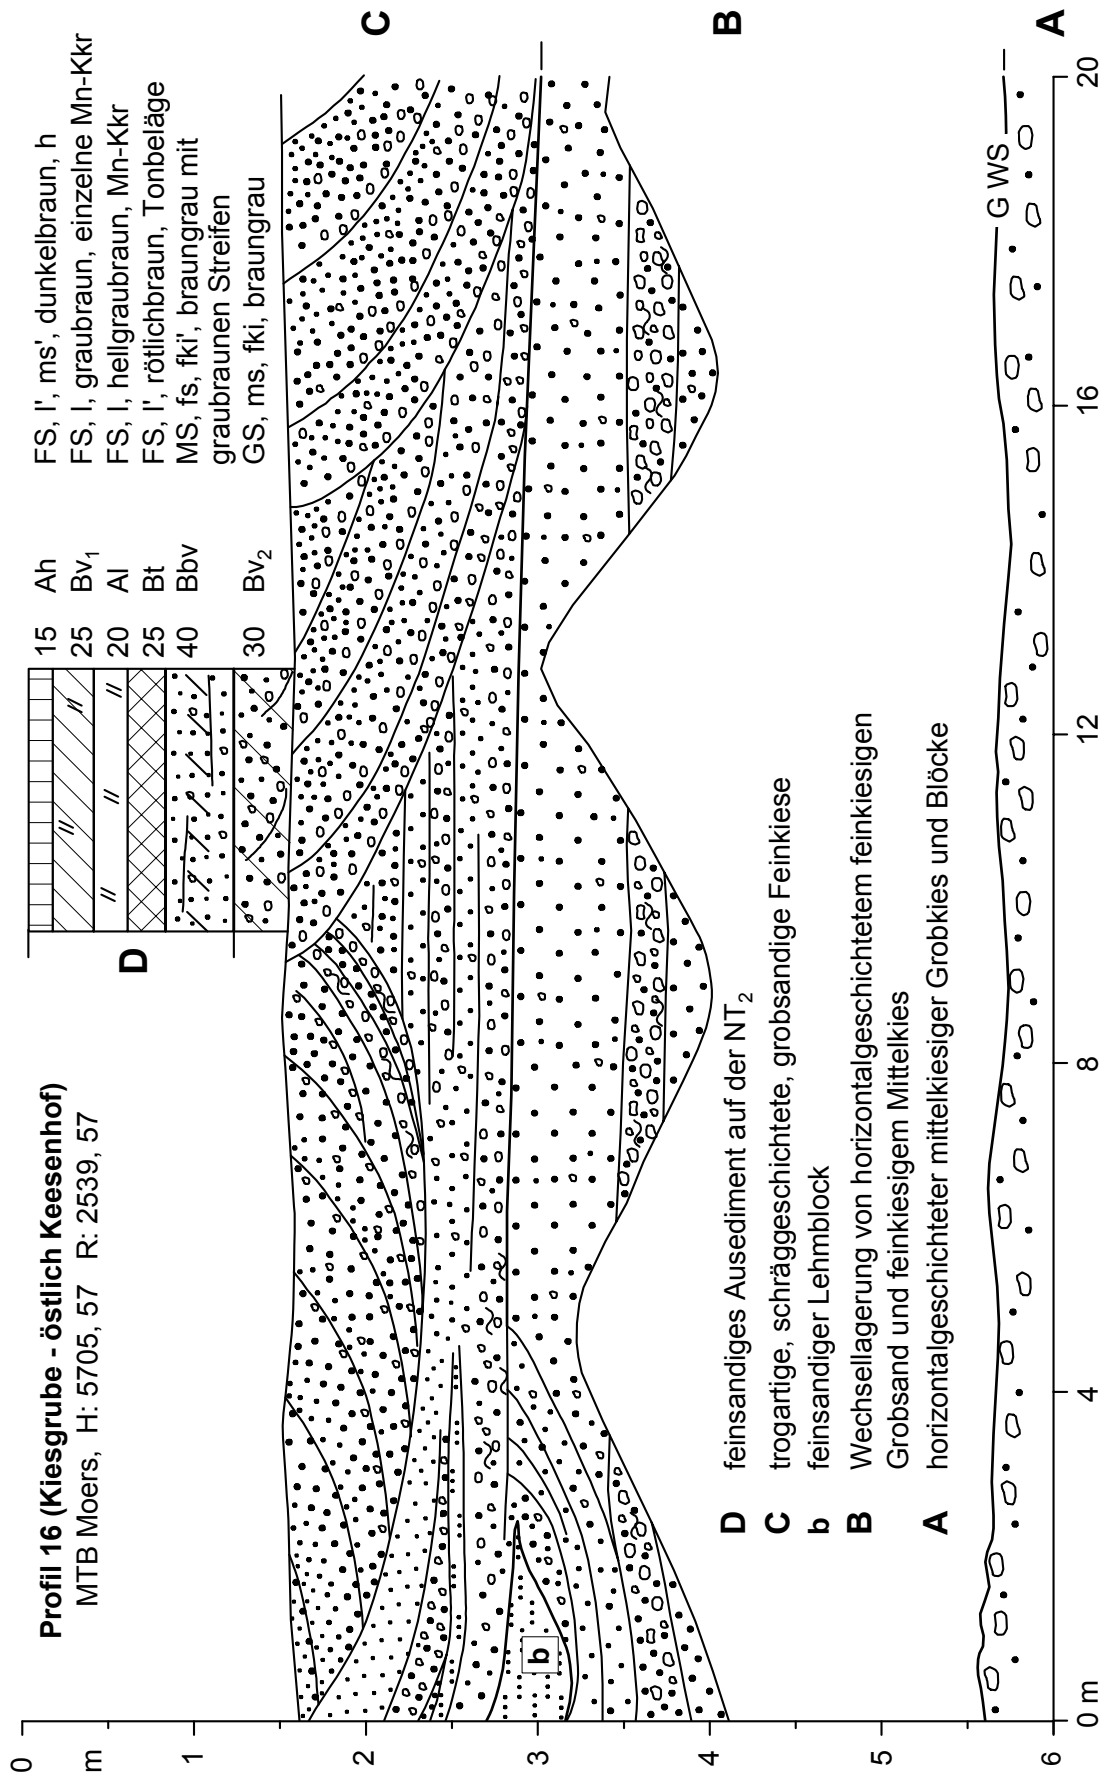 Profil 16 (Kiesgrube - östlich Keesenhof)
MTB Moers, H: 5705, 57 R: 2539, 57
15 Ah FS, l', ms', dunkelbraun, h
25 Bv1 FS, l, graubraun, einzelne Mn-Kkr
20 Al FS, l, hellgraubraun, Mn-Kkr
25 Bt FS, l', rötlichbraun, Tonbeläge
40 Bbv MS, fs, fki', braungrau mit
graubraunen Streifen
30 Bv2 GS, ms, fki, braungrau
D
C
B
A
b
G WS
0
m
1
2
3
4
5
6
0 m
4
8
12
16
20
D feinsandiges Ausediment auf der NT2
C trogartige, schräggeschichtete, grobsandige Feinkiese
b feinsandiger Lehmblock
B Wechsellagerung von horizontalgeschichtetem feinkiesigen
Grobsand und feinkiesigem Mittelkies
A horizontalgeschichteter mittelkiesiger Grobkies und Blöcke